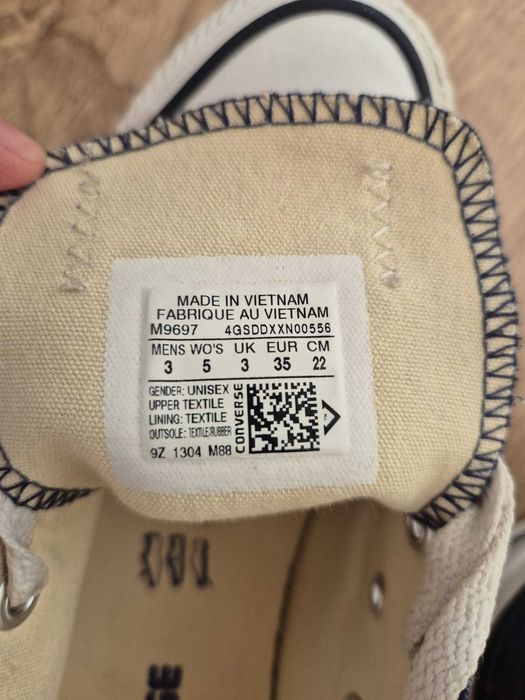 MADE IN VIETNAM
FABRIQUE AU VIETNAM
M9697 4GSDDXXN00556
MENS WO'S UK EUR CM
3 5 3 35 22
GENDER: UNISEX
UPPER TEXTILE
LINING: TEXTILE
OUTSOLE: TEXTILE/RUBBER
9Z 1304 M88
CONVERSE